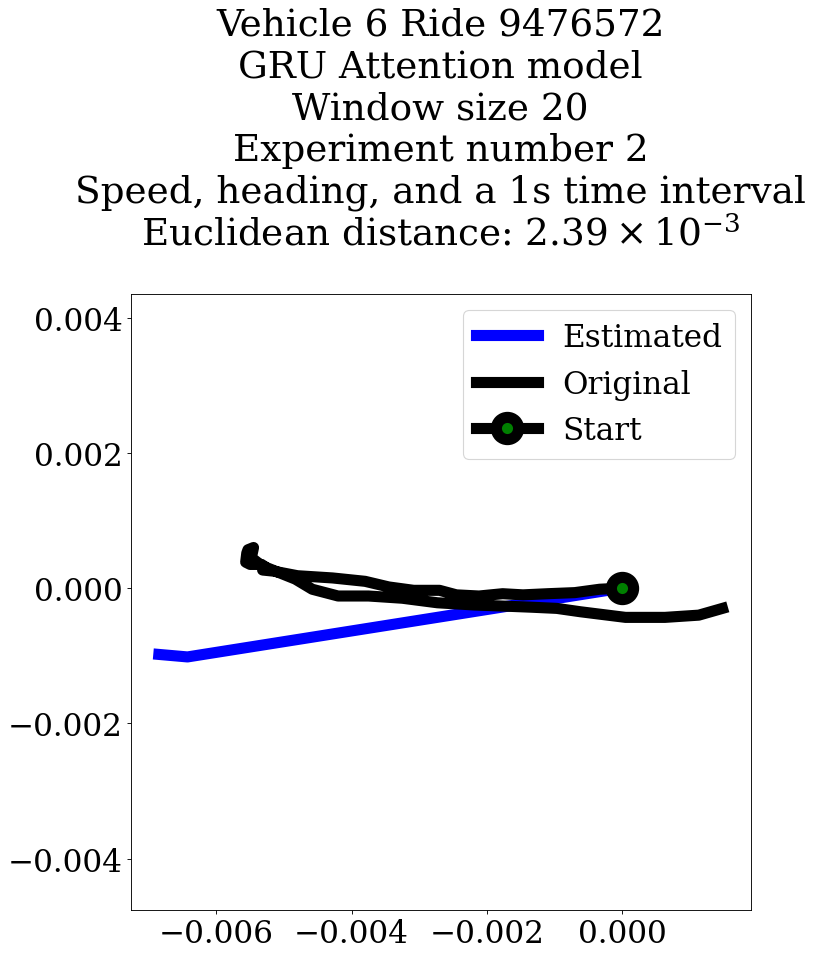 Vehicle 6 Ride 9476572
GRU Attention model
Window size 20
Experiment number 2
Speed, heading, and a 1s time interval
Euclidean distance: 2.39 × 10⁻³
Estimated
Original
Start
0.004
0.002
0.000
−0.002
−0.004
−0.006 −0.004 −0.002 0.000